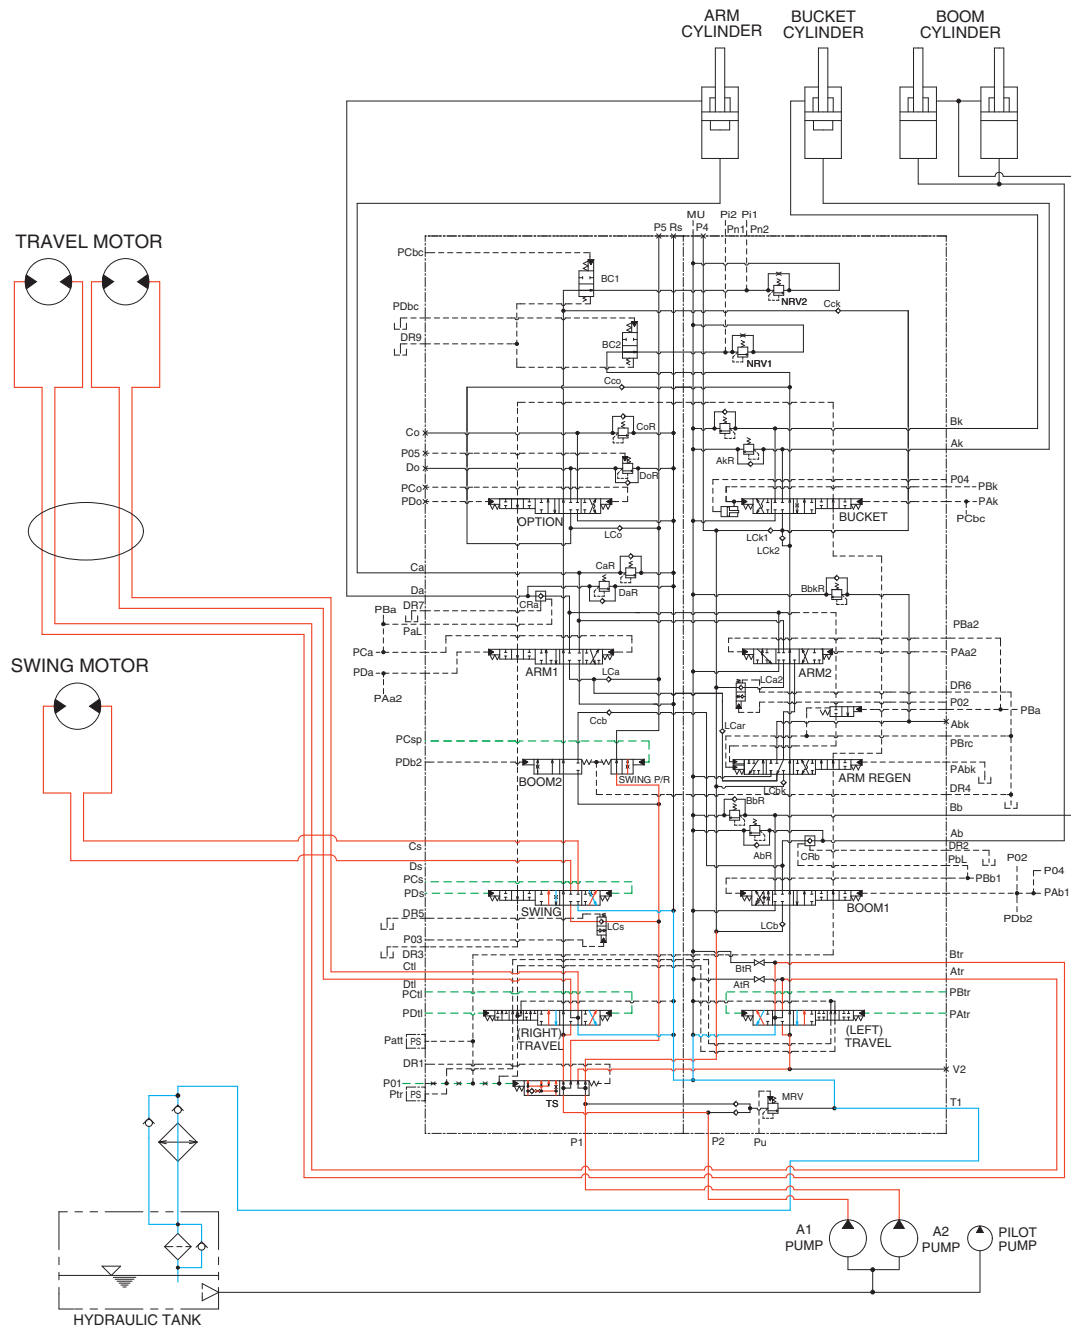 ARM
CYLINDER
BUCKET
CYLINDER
BOOM
CYLINDER
TRAVEL MOTOR
SWING MOTOR
P5 Rs
MU
P4
Pi2
Pi1
Pn1
Pn2
PCbc
BC1
NRV2
Cck
PDbc
DR9
BC2
NRV1
Cco
Co
CoR
Bk
P05
AkR
Ak
Do
DoR
PCo
P04
PBk
PDo
PAk
OPTION
BUCKET
PCbc
LCo
LCk1
LCk2
Ca
CaR
Da
DaR
BbkR
CRa
PBa
DR7
PaL
PBa2
PCa
PAa2
PDa
ARM1
LCa
LCa2
ARM2
PAa2
DR6
P02
PBa
Ccb
LCar
Abk
PCsp
PBrc
PDb2
BOOM2
SWING P/R
LCbk
ARM REGEN
PAbk
DR4
BbR
Bb
AbR
Ab
CRb
DR2
Cs
Ds
PbL
P02
PCs
P04
PDs
PBb1
PAb1
SWING
BOOM1
PDb2
DR5
LCs
LCb
P03
DR3
Ctl
BtR
Btr
Dtl
AtR
Atr
PCtl
PBtr
PDtl
PAtr
(RIGHT)
TRAVEL
(LEFT)
TRAVEL
Patt PS
DR1
P01
Ptr PS
TS
V2
MRV
T1
P1
P2
Pu
A1
PUMP
A2
PUMP
PILOT
PUMP
HYDRAULIC TANK